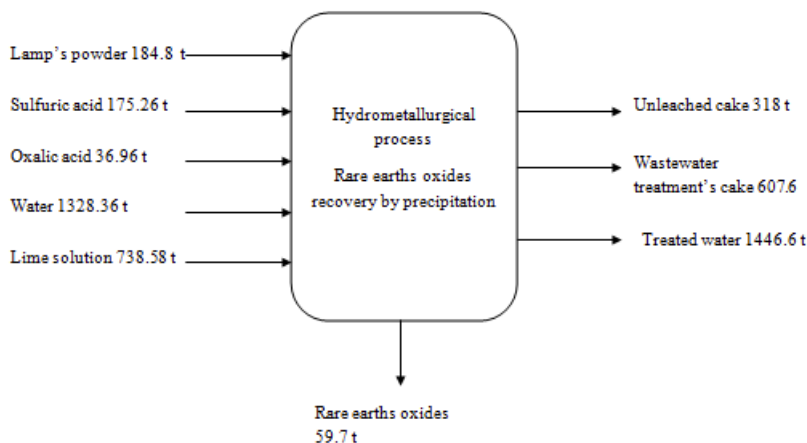 Lamp's powder 184.8 t
Sulfuric acid 175.26 t
Oxalic acid 36.96 t
Water 1328.36 t
Lime solution 738.58 t
Hydrometallurgical
process
Rare earths oxides
recovery by precipitation
Unleached cake 318 t
Wastewater
treatment's cake 607.6
Treated water 1446.6 t
Rare earths oxides
59.7 t